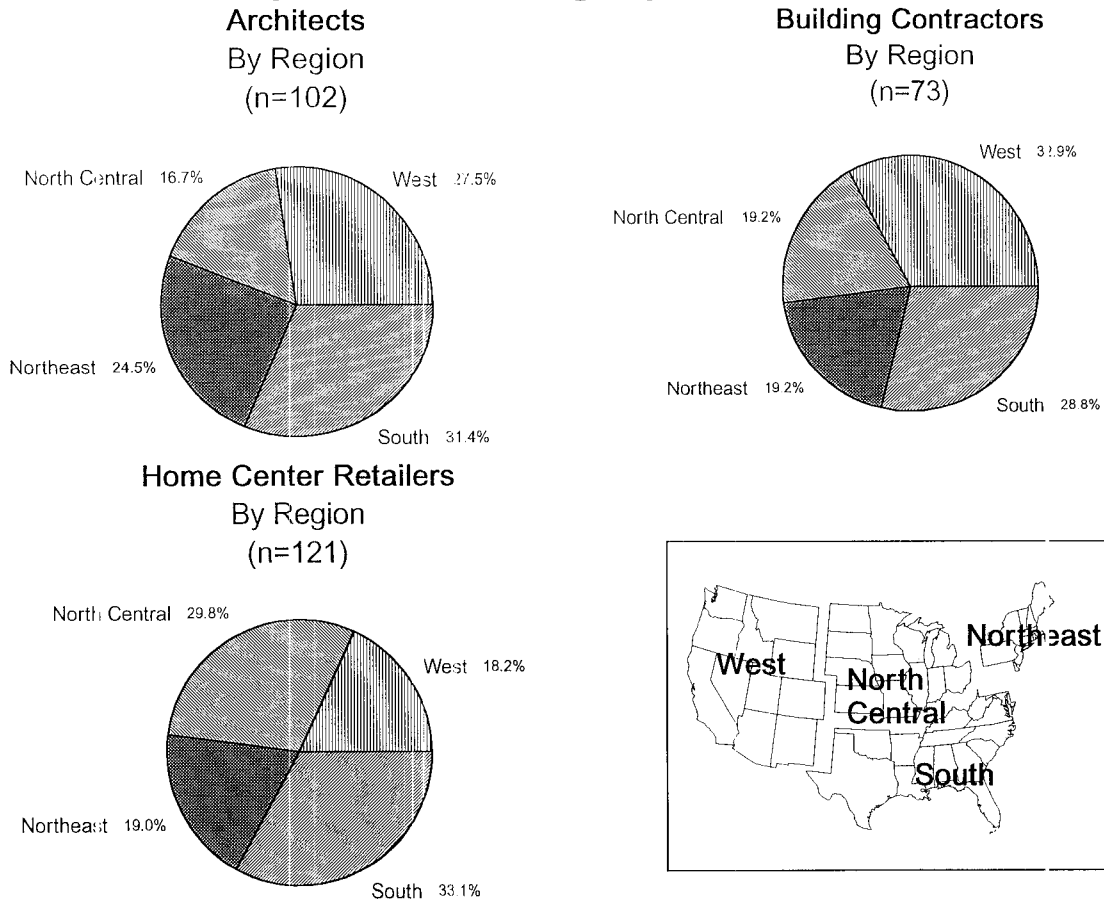 Architects
By Region
(n=102)
North Central 16.7%
West 27.5%
Northeast 24.5%
South 31.4%
Building Contractors
By Region
(n=73)
West 32.9%
North Central 19.2%
Northeast 19.2%
South 28.8%
Home Center Retailers
By Region
(n=121)
North Central 29.8%
West 18.2%
Northeast 19.0%
South 33.1%
Northeast
West
North
Central
South